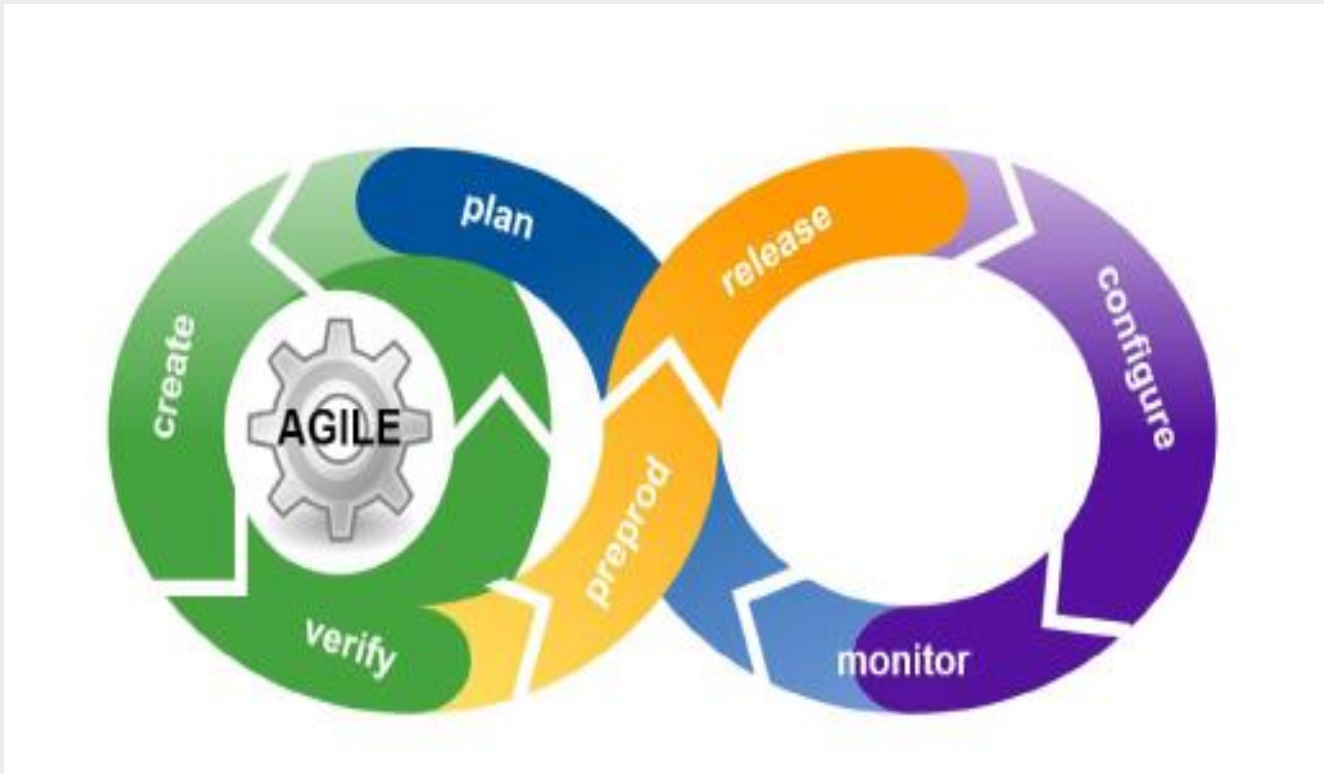 plan
release
create
configure
AGILE
preprod
verify
monitor